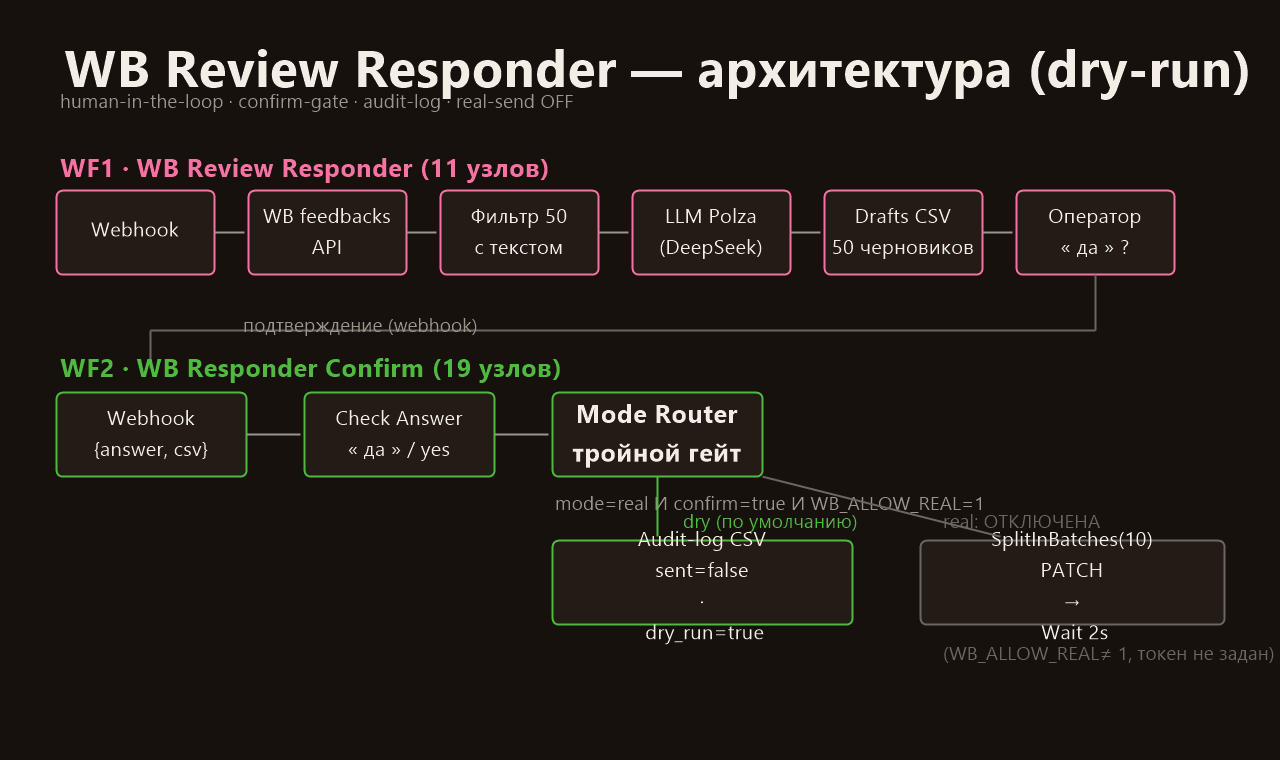 WB Review Responder — архитектура (dry-run)
human-in-the-loop · confirm-gate · audit-log · real-send OFF
WF1 · WB Review Responder (11 узлов)
Webhook
WB feedbacks
API
Фильтр 50
с текстом
LLM Polza
(DeepSeek)
Drafts CSV
50 черновиков
Оператор
« да » ?
подтверждение (webhook)
WF2 · WB Responder Confirm (19 узлов)
Webhook
{answer, csv}
Check Answer
« да » / yes
Mode Router
тройной гейт
mode=real И confirm=true И WB_ALLOW_REAL=1
dry (по умолчанию)
real: ОТКЛЮЧЕНА
Audit-log CSV
sent=false
·
dry_run=true
SplitInBatches(10)
PATCH
→
Wait 2s
(WB_ALLOW_REAL≠ 1, токен не задан)